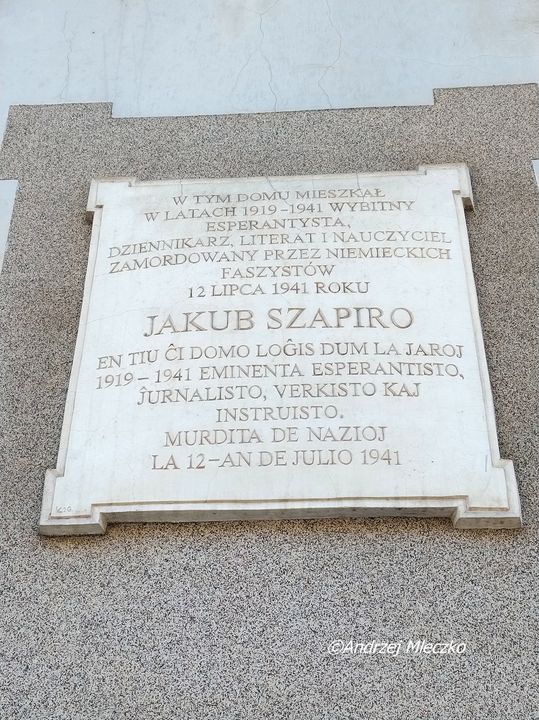 W TYM DOMU MIESZKAŁ
W LATACH 1919-1941 WYBITNY
ESPERANTYSTA,
DZIENNIKARZ, LITERAT I NAUCZYCIEL
ZAMORDOWANY PRZEZ NIEMIECKICH
FASZYSTÓW
12 LIPCA 1941 ROKU
JAKUB SZAPIRO
EN TIU ĈI DOMO LOĜIS DUM LA JAROJ
1919 – 1941 EMINENTA ESPERANTISTO,
ĴURNALISTO, VERKISTO KAJ
INSTRUISTO.
MURDITA DE NAZIOJ
LA 12-AN DE JULIO 1941
©Andrzej Mleczko